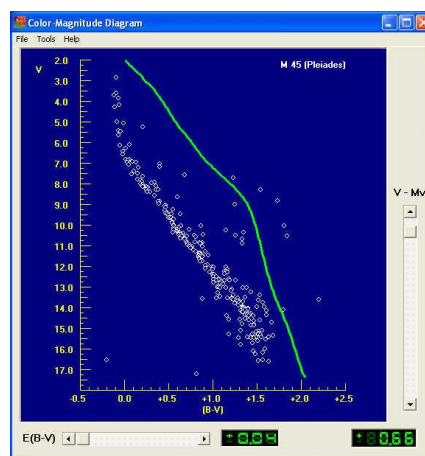 Color-Magnitude Diagram
File Tools Help
V
M 45 (Pleiades)
2.0
3.0
4.0
5.0
6.0
7.0
8.0
9.0
10.0
11.0
12.0
13.0
14.0
15.0
16.0
17.0
-0.5 0.0 +0.5 +1.0 +1.5 +2.0 +2.5
(B-V)
V - Mv
E(B-V) ± 0.04 ± 0.66